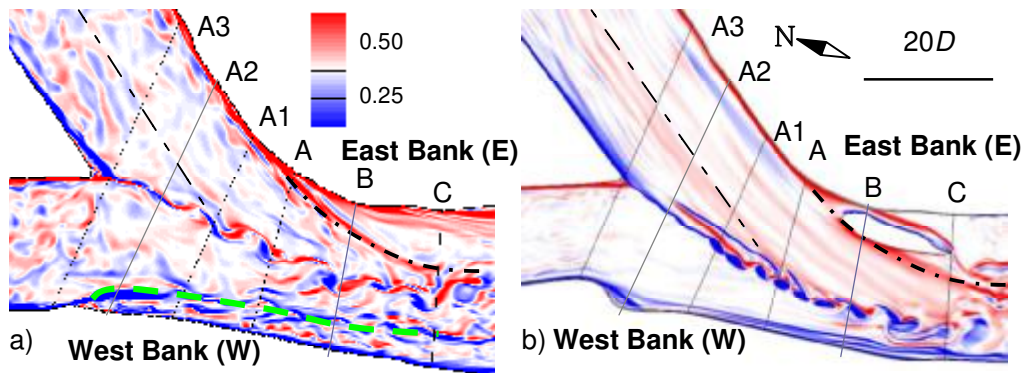 A3
A2
A1
A
B
C
0.50
0.25
East Bank (E)
West Bank (W)
a)
A3
A2
A1
A
B
C
N
20D
East Bank (E)
b) West Bank (W)